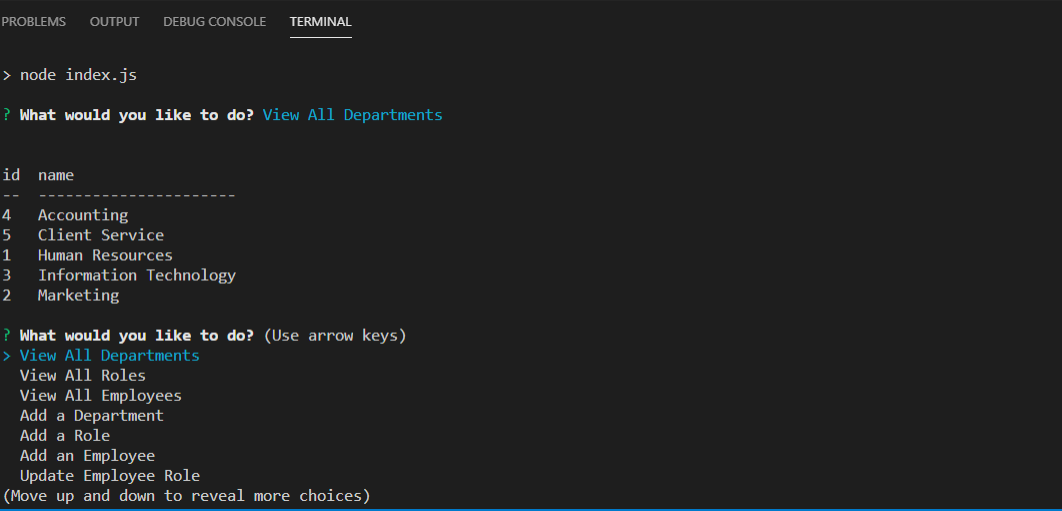 PROBLEMS OUTPUT DEBUG CONSOLE TERMINAL
> node index.js
? What would you like to do? View All Departments
id  name
--  ----------------------
4   Accounting
5   Client Service
1   Human Resources
3   Information Technology
2   Marketing
? What would you like to do? (Use arrow keys)
> View All Departments
  View All Roles
  View All Employees
  Add a Department
  Add a Role
  Add an Employee
  Update Employee Role
(Move up and down to reveal more choices)